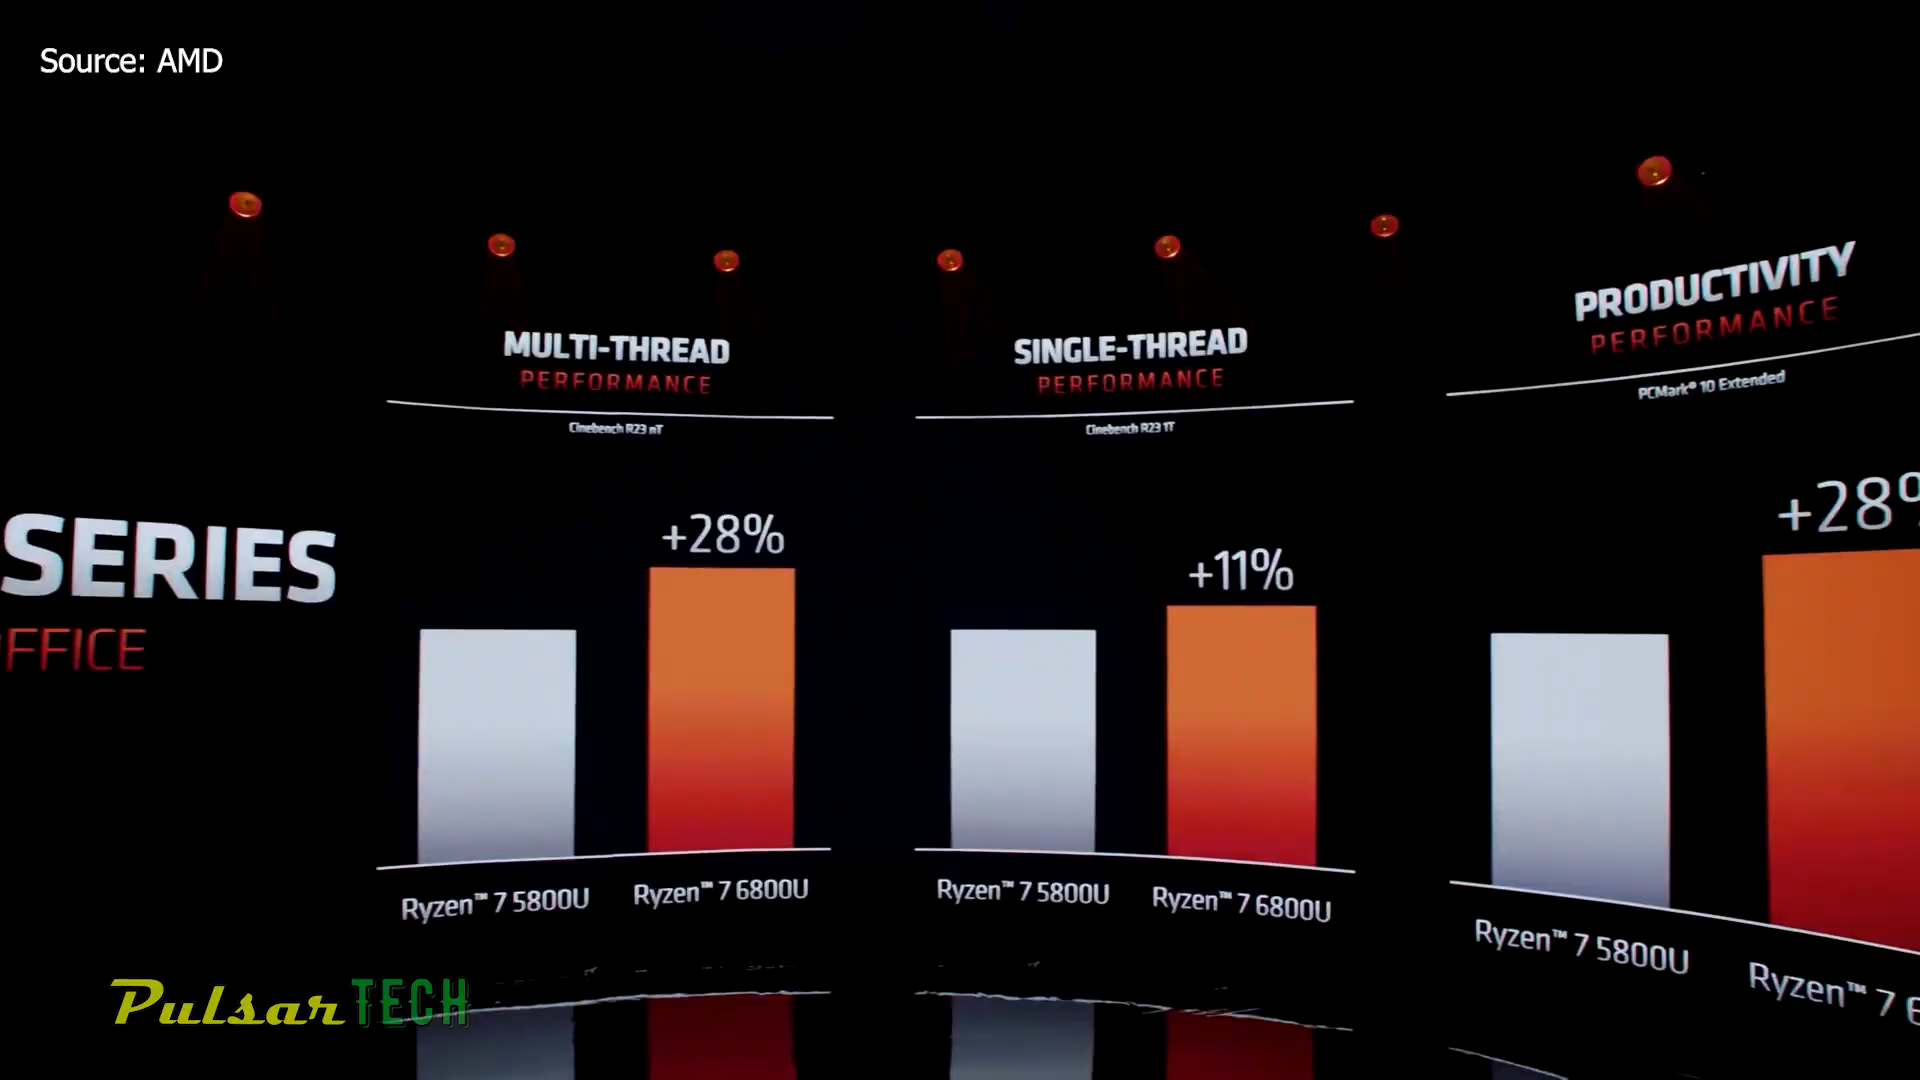 Source: AMD
SERIES
FFICE
MULTI-THREAD
PERFORMANCE
Cinebench R23 nT
+28%
Ryzen™ 7 5800U
Ryzen™ 7 6800U
SINGLE-THREAD
PERFORMANCE
Cinebench R23 1T
+11%
Ryzen™ 7 5800U
Ryzen™ 7 6800U
PRODUCTIVITY
PERFORMANCE
PCMark® 10 Extended
+28%
Ryzen™ 7 5800U
Ryzen™ 7 6
PulsarTECH